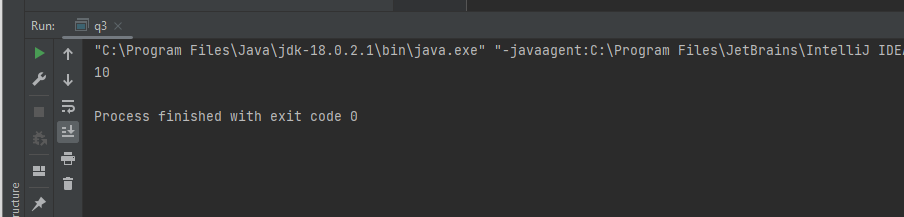 Run: q3
"C:\Program Files\Java\jdk-18.0.2.1\bin\java.exe" "-javaagent:C:\Program Files\JetBrains\IntelliJ IDE
10
Process finished with exit code 0
ructure